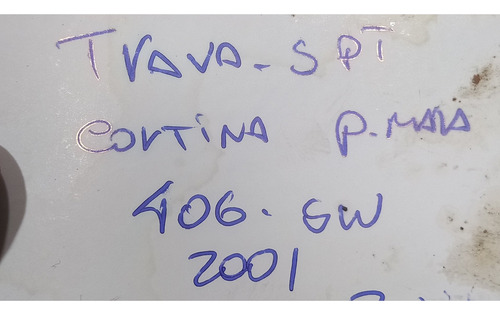 TRAVA-SPT
CORTINA P.MALA
406. SW
2001